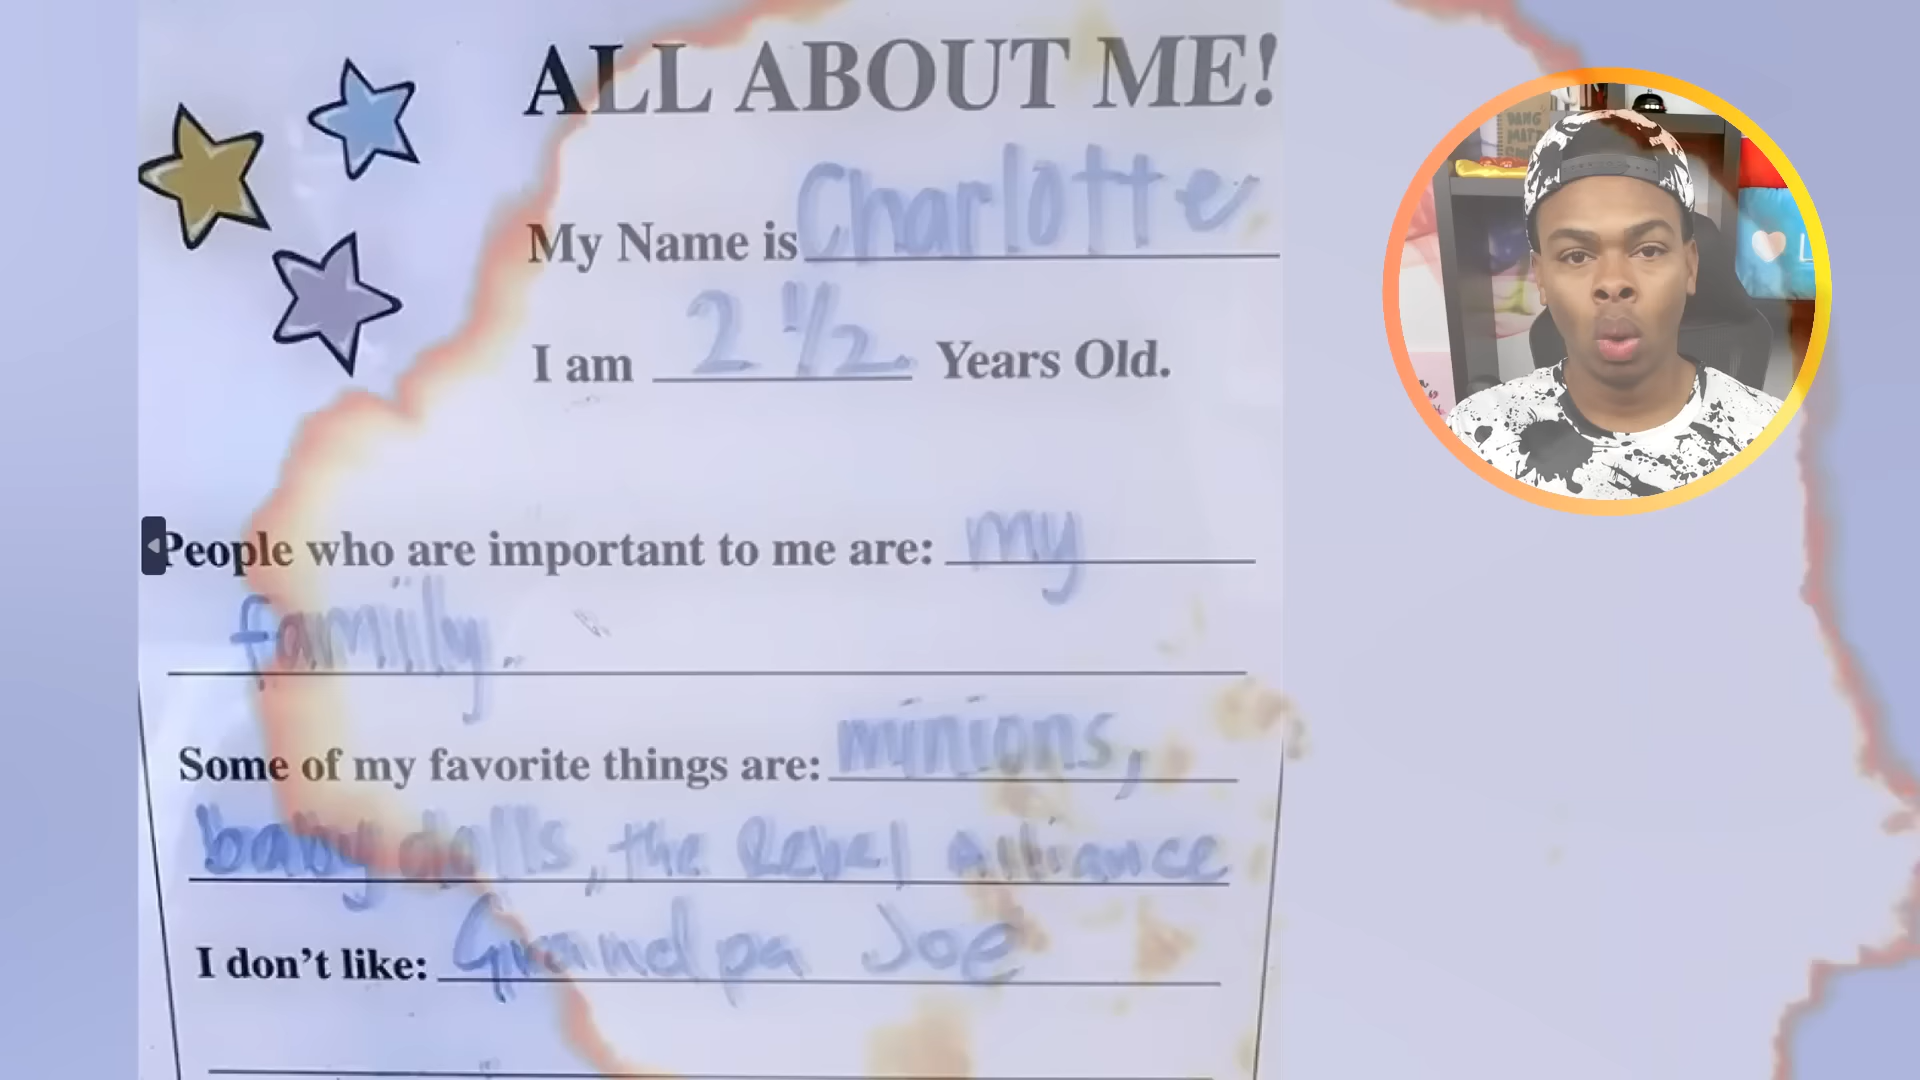 ALL ABOUT ME!
My Name is Charlotte
I am 2 1/2 Years Old.
People who are important to me are: my
family.
Some of my favorite things are: minions,
baby dolls, the Rebel Alliance
I don't like: Grandpa Joe